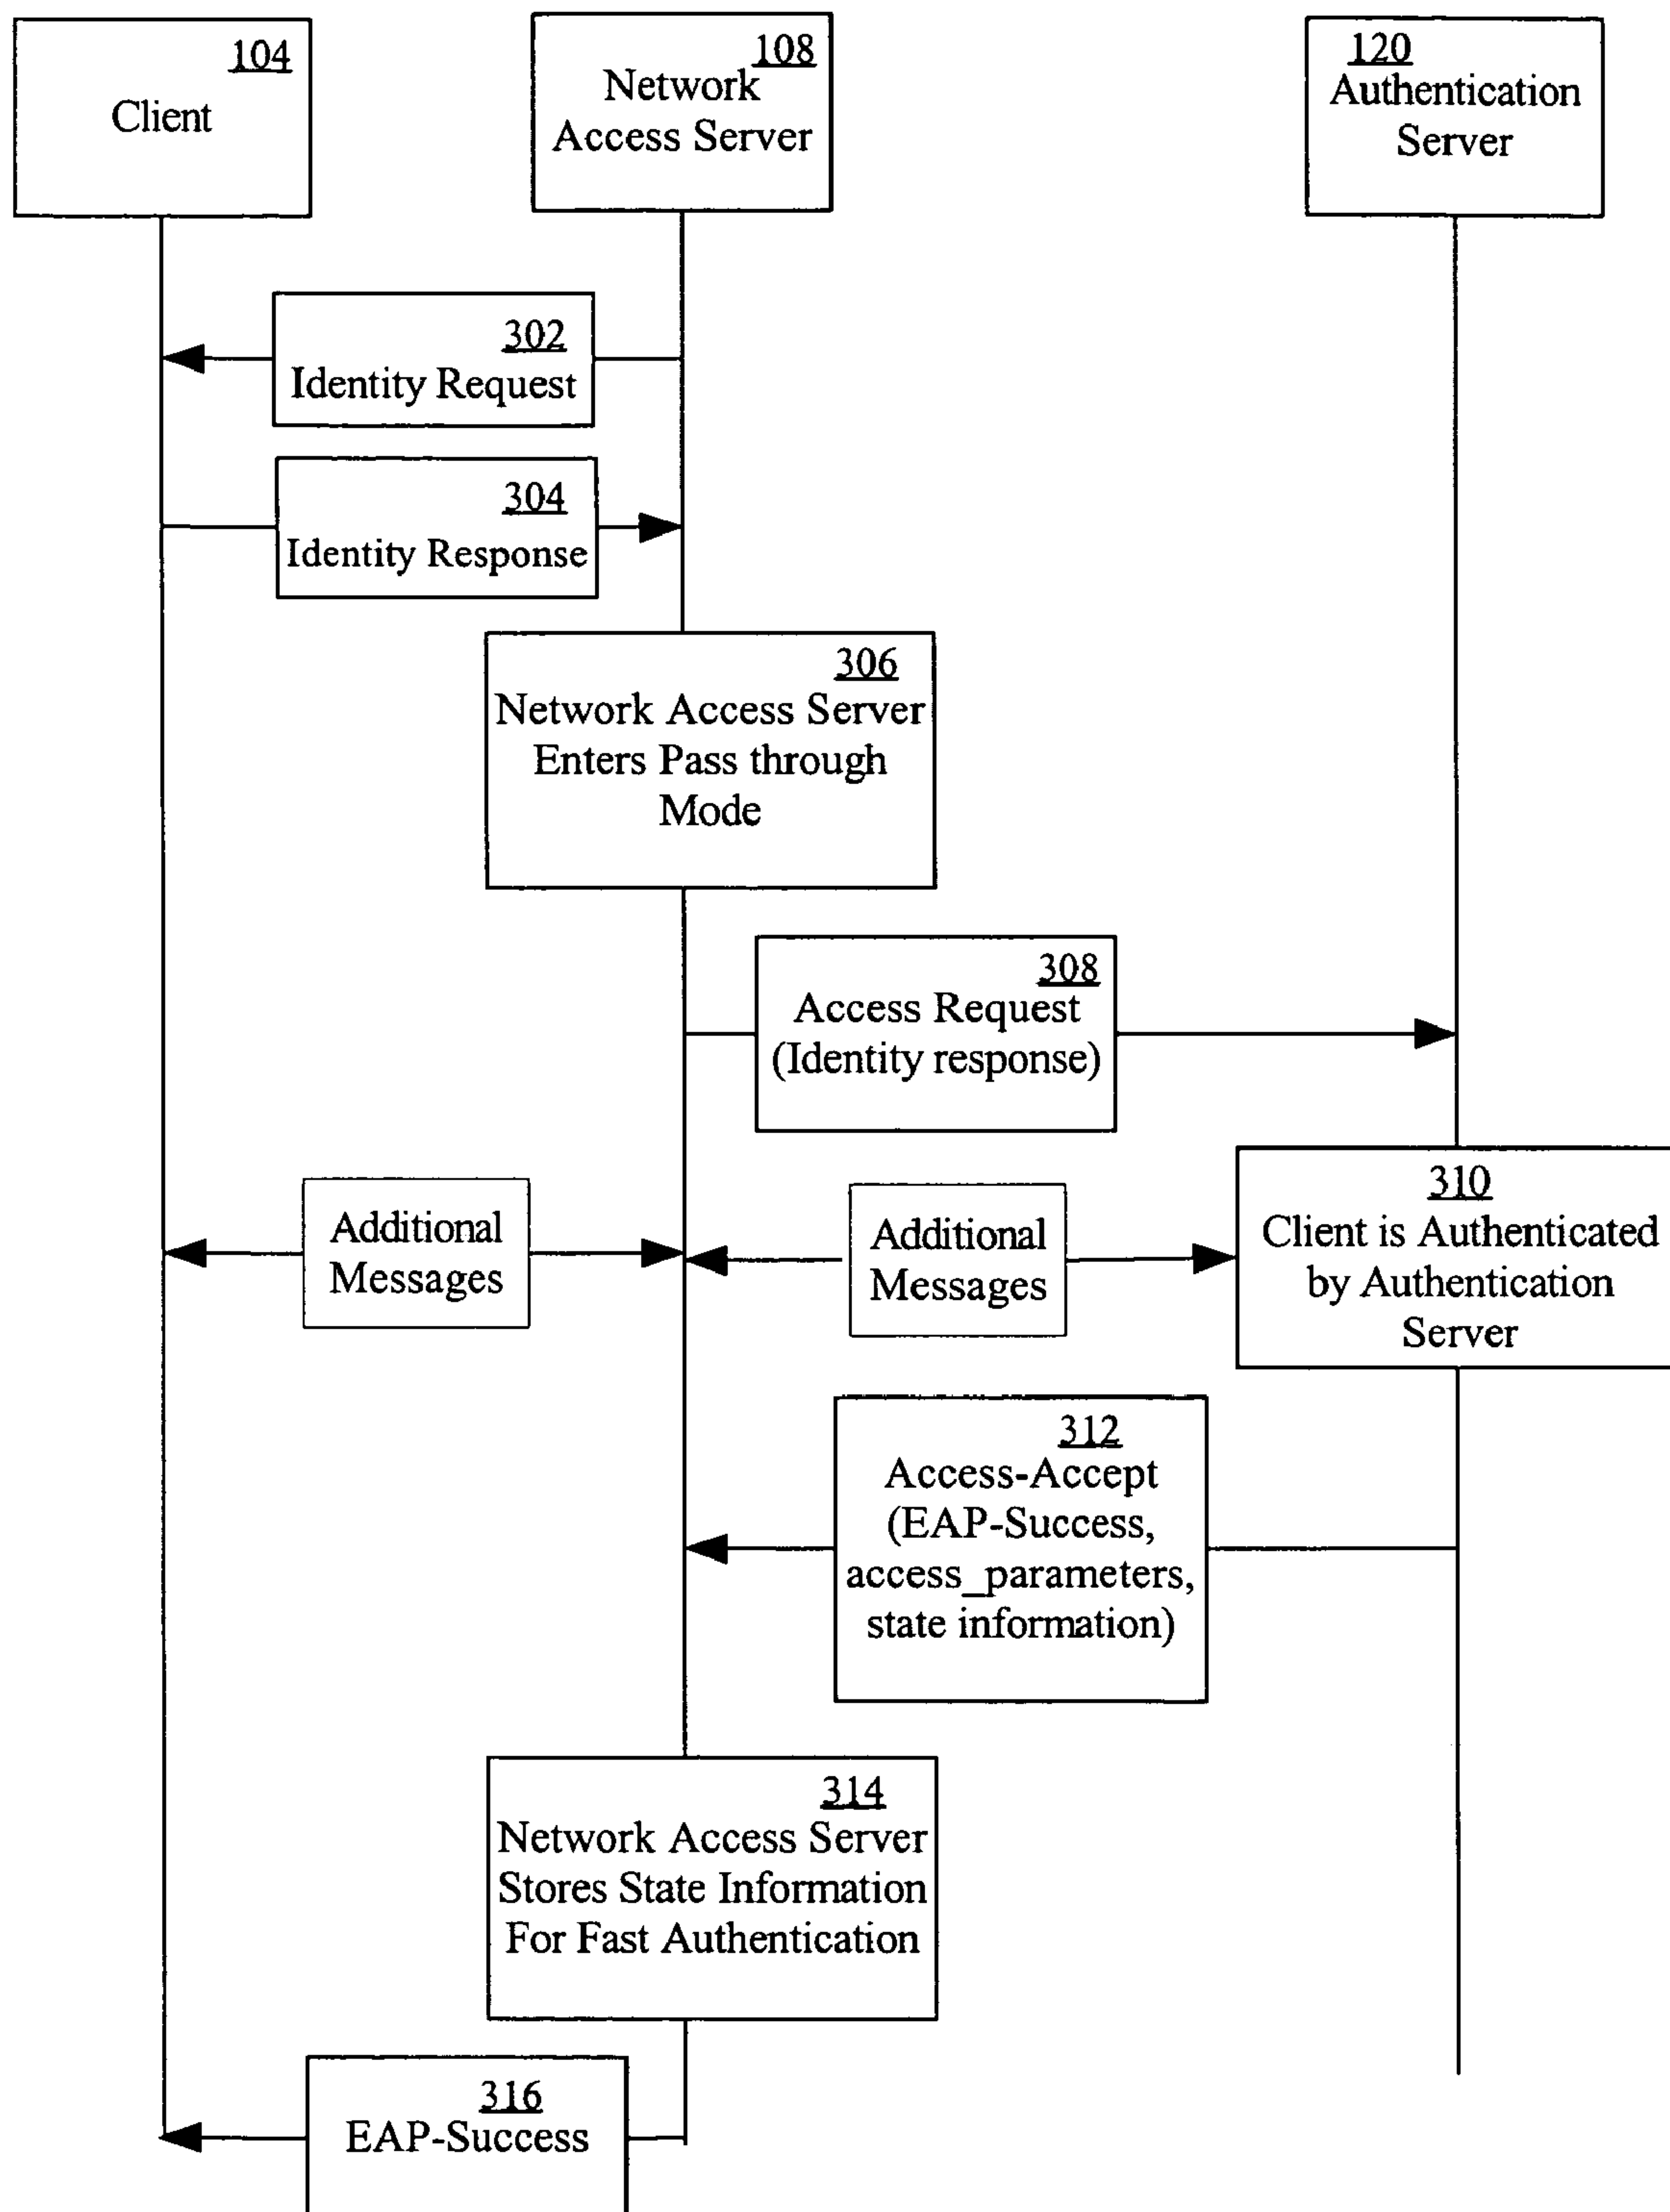 104
Client
108
Network
Access Server
120
Authentication
Server
302
Identity Request
304
Identity Response
306
Network Access Server
Enters Pass through
Mode
308
Access Request
(Identity response)
Additional
Messages
Additional
Messages
310
Client is Authenticated
by Authentication
Server
312
Access-Accept
(EAP-Success,
access_parameters,
state information)
314
Network Access Server
Stores State Information
For Fast Authentication
316
EAP-Success